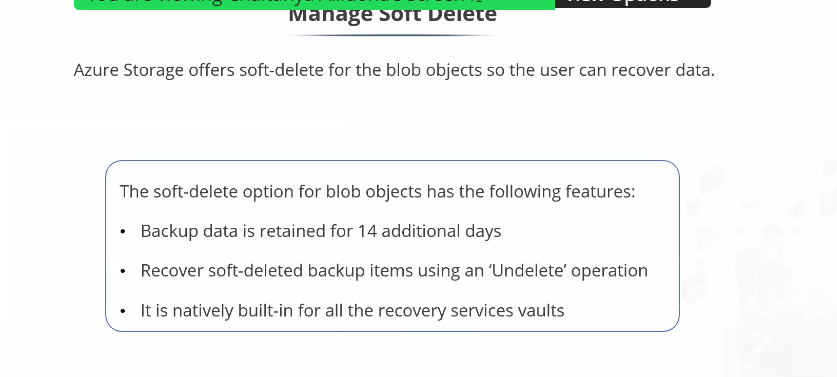 Manage Soft Delete
Azure Storage offers soft-delete for the blob objects so the user can recover data.
The soft-delete option for blob objects has the following features:
• Backup data is retained for 14 additional days
• Recover soft-deleted backup items using an ‘Undelete’ operation
• It is natively built-in for all the recovery services vaults